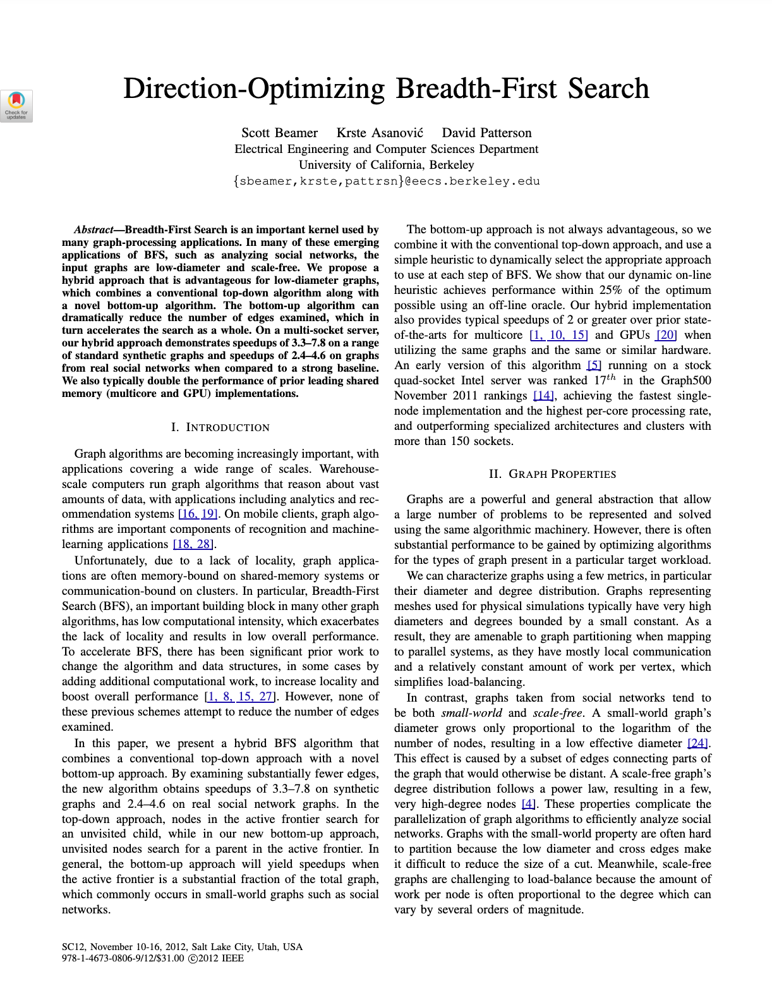 Direction-Optimizing Breadth-First Search
Check for
updates
Scott Beamer Krste Asanović David Patterson
Electrical Engineering and Computer Sciences Department
University of California, Berkeley
{sbeamer,krste,pattrsn}@eecs.berkeley.edu
Abstract—Breadth-First Search is an important kernel used by
many graph-processing applications. In many of these emerging
applications of BFS, such as analyzing social networks, the
input graphs are low-diameter and scale-free. We propose a
hybrid approach that is advantageous for low-diameter graphs,
which combines a conventional top-down algorithm along with
a novel bottom-up algorithm. The bottom-up algorithm can
dramatically reduce the number of edges examined, which in
turn accelerates the search as a whole. On a multi-socket server,
our hybrid approach demonstrates speedups of 3.3–7.8 on a range
of standard synthetic graphs and speedups of 2.4–4.6 on graphs
from real social networks when compared to a strong baseline.
We also typically double the performance of prior leading shared
memory (multicore and GPU) implementations.
I. INTRODUCTION
Graph algorithms are becoming increasingly important, with
applications covering a wide range of scales. Warehouse-
scale computers run graph algorithms that reason about vast
amounts of data, with applications including analytics and rec-
ommendation systems [16, 19]. On mobile clients, graph algo-
rithms are important components of recognition and machine-
learning applications [18, 28].
Unfortunately, due to a lack of locality, graph applica-
tions are often memory-bound on shared-memory systems or
communication-bound on clusters. In particular, Breadth-First
Search (BFS), an important building block in many other graph
algorithms, has low computational intensity, which exacerbates
the lack of locality and results in low overall performance.
To accelerate BFS, there has been significant prior work to
change the algorithm and data structures, in some cases by
adding additional computational work, to increase locality and
boost overall performance [1, 8, 15, 27]. However, none of
these previous schemes attempt to reduce the number of edges
examined.
In this paper, we present a hybrid BFS algorithm that
combines a conventional top-down approach with a novel
bottom-up approach. By examining substantially fewer edges,
the new algorithm obtains speedups of 3.3–7.8 on synthetic
graphs and 2.4–4.6 on real social network graphs. In the
top-down approach, nodes in the active frontier search for
an unvisited child, while in our new bottom-up approach,
unvisited nodes search for a parent in the active frontier. In
general, the bottom-up approach will yield speedups when
the active frontier is a substantial fraction of the total graph,
which commonly occurs in small-world graphs such as social
networks.
The bottom-up approach is not always advantageous, so we
combine it with the conventional top-down approach, and use a
simple heuristic to dynamically select the appropriate approach
to use at each step of BFS. We show that our dynamic on-line
heuristic achieves performance within 25% of the optimum
possible using an off-line oracle. Our hybrid implementation
also provides typical speedups of 2 or greater over prior state-
of-the-arts for multicore [1, 10, 15] and GPUs [20] when
utilizing the same graphs and the same or similar hardware.
An early version of this algorithm [5] running on a stock
quad-socket Intel server was ranked 17th in the Graph500
November 2011 rankings [14], achieving the fastest single-
node implementation and the highest per-core processing rate,
and outperforming specialized architectures and clusters with
more than 150 sockets.
II. GRAPH PROPERTIES
Graphs are a powerful and general abstraction that allow
a large number of problems to be represented and solved
using the same algorithmic machinery. However, there is often
substantial performance to be gained by optimizing algorithms
for the types of graph present in a particular target workload.
We can characterize graphs using a few metrics, in particular
their diameter and degree distribution. Graphs representing
meshes used for physical simulations typically have very high
diameters and degrees bounded by a small constant. As a
result, they are amenable to graph partitioning when mapping
to parallel systems, as they have mostly local communication
and a relatively constant amount of work per vertex, which
simplifies load-balancing.
In contrast, graphs taken from social networks tend to
be both small-world and scale-free. A small-world graph's
diameter grows only proportional to the logarithm of the
number of nodes, resulting in a low effective diameter [24].
This effect is caused by a subset of edges connecting parts of
the graph that would otherwise be distant. A scale-free graph's
degree distribution follows a power law, resulting in a few,
very high-degree nodes [4]. These properties complicate the
parallelization of graph algorithms to efficiently analyze social
networks. Graphs with the small-world property are often hard
to partition because the low diameter and cross edges make
it difficult to reduce the size of a cut. Meanwhile, scale-free
graphs are challenging to load-balance because the amount of
work per node is often proportional to the degree which can
vary by several orders of magnitude.
SC12, November 10-16, 2012, Salt Lake City, Utah, USA
978-1-4673-0806-9/12/$31.00 ©2012 IEEE